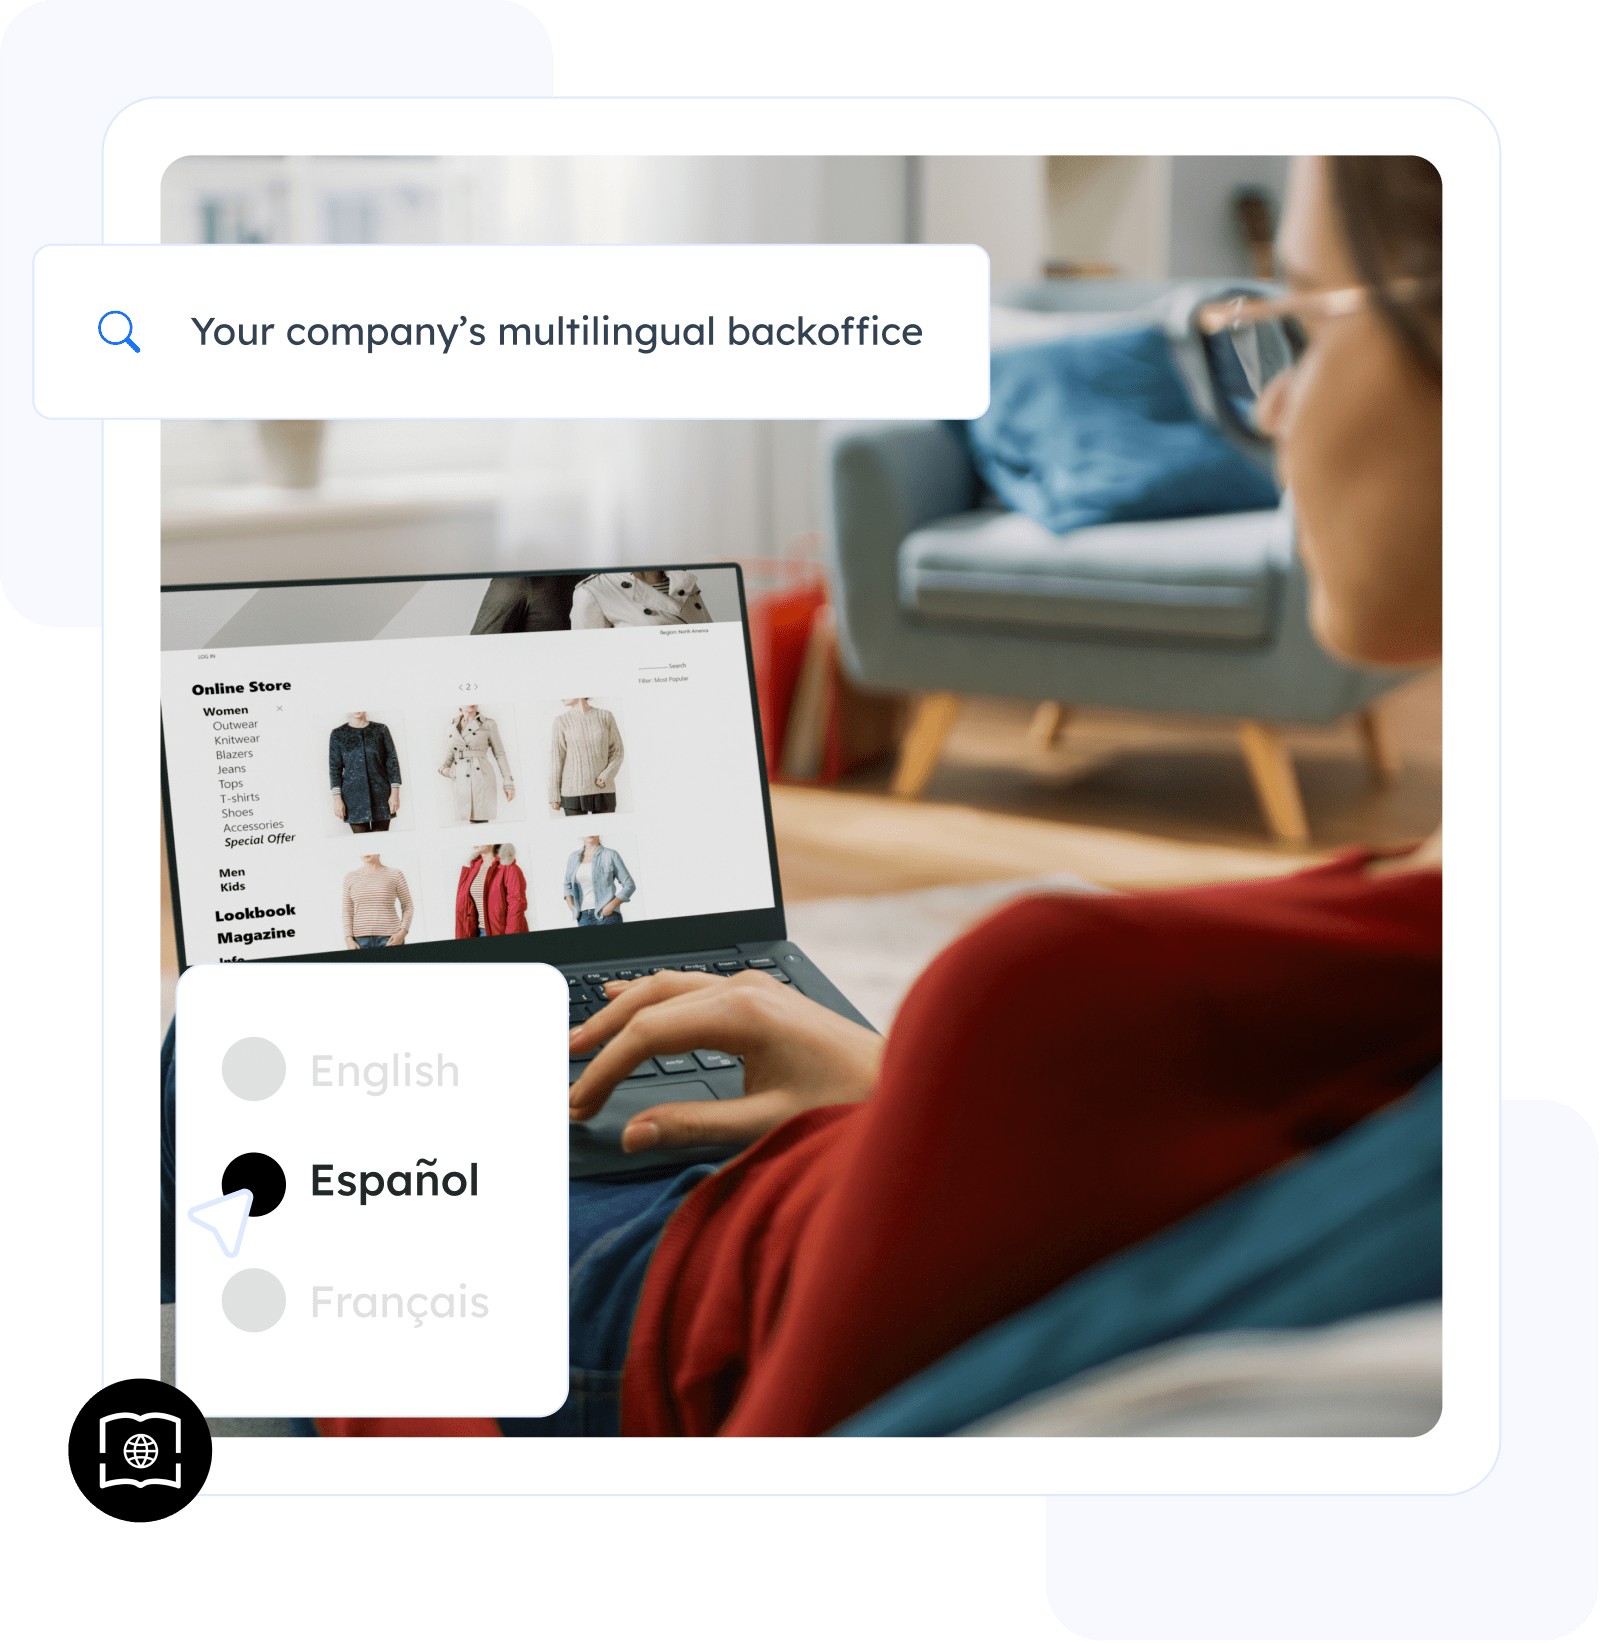 Your company’s multilingual backoffice
Region: North America
LOG IN
Search
Filter: Most Popular
Online Store
< 2 >
Women ×
Outwear
Knitwear
Blazers
Jeans
Tops
T-shirts
Shoes
Accessories
Special Offer
Men
Kids
Lookbook
Magazine
Info
English
Español
Français